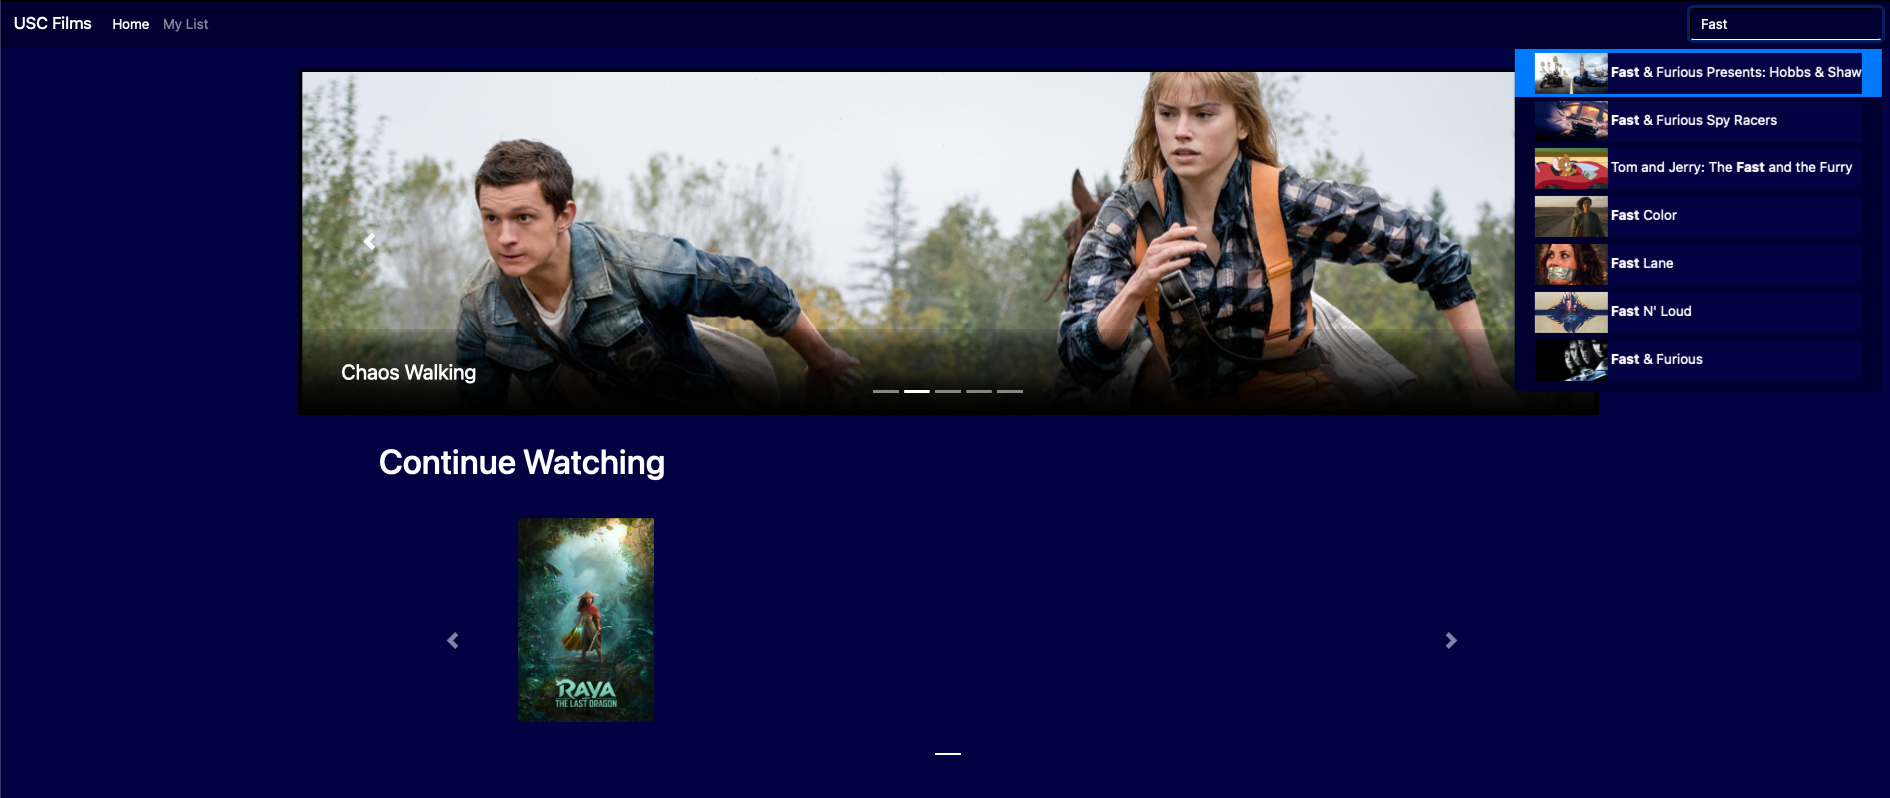 USC Films Home My List Fast
Fast & Furious Presents: Hobbs & Shaw
Fast & Furious Spy Racers
Tom and Jerry: The Fast and the Furry
Fast Color
Fast Lane
Fast N' Loud
Fast & Furious
Chaos Walking
Continue Watching
RAYA
THE LAST DRAGON